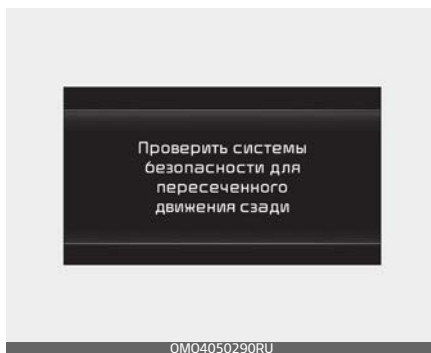 Проверить системы
безопасности для
пересеченного
движения сзади
OMO4050290RU